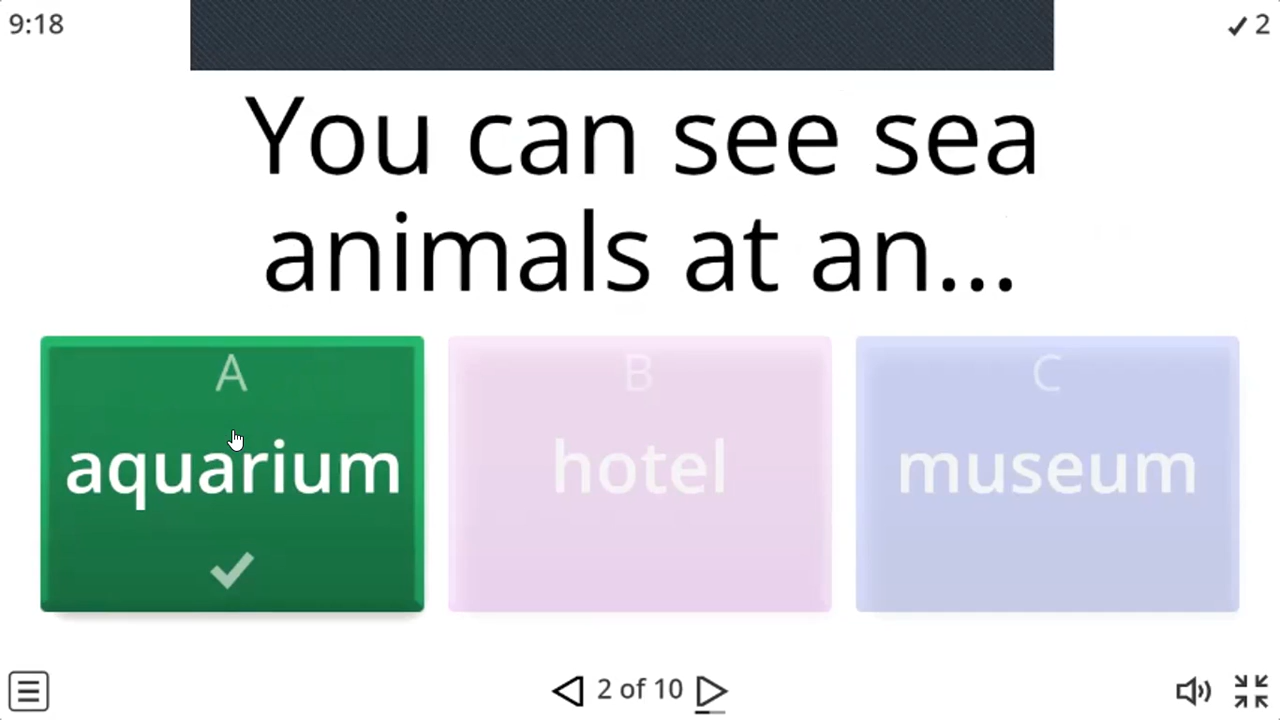 9:18
✓ 2
You can see sea
animals at an...
A
aquarium
B
hotel
C
museum
2 of 10